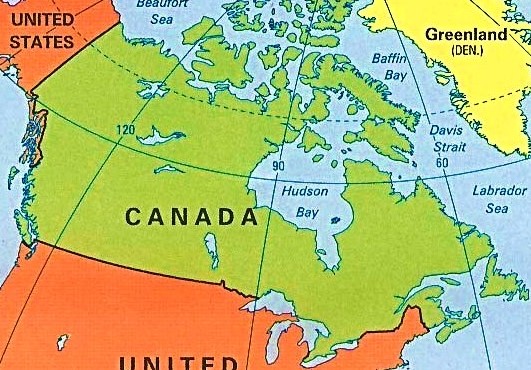 Beaufort
Sea
UNITED
STATES
Greenland
(DEN.)
Baffin
Bay
120
Davis
Strait
90
60
Hudson
Bay
Labrador
Sea
CANADA
UNITED